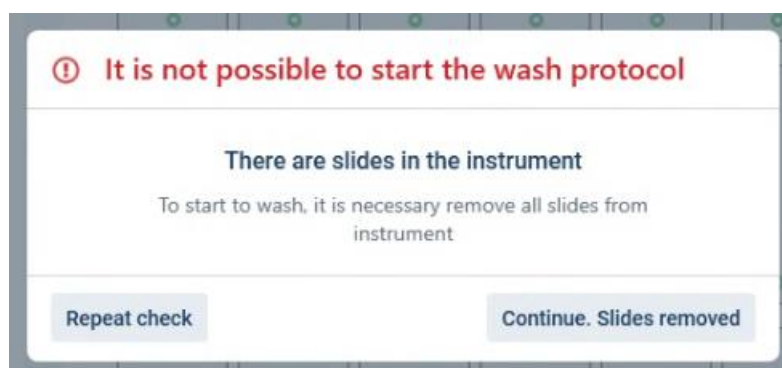 It is not possible to start the wash protocol
There are slides in the instrument
To start to wash, it is necessary remove all slides from
instrument
Repeat check
Continue. Slides removed